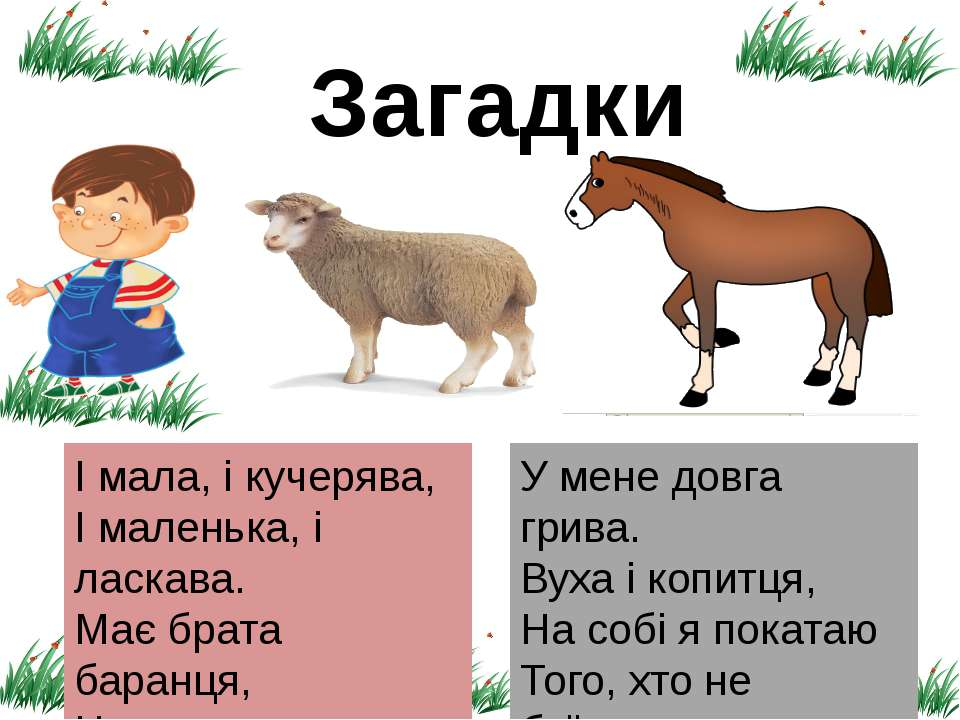 Загадки
І мала, і кучерява,
І маленька, і
ласкава.
Має брата
баранця,
У мене довга
грива.
Вуха і копитця,
На собі я покатаю
Того, хто не